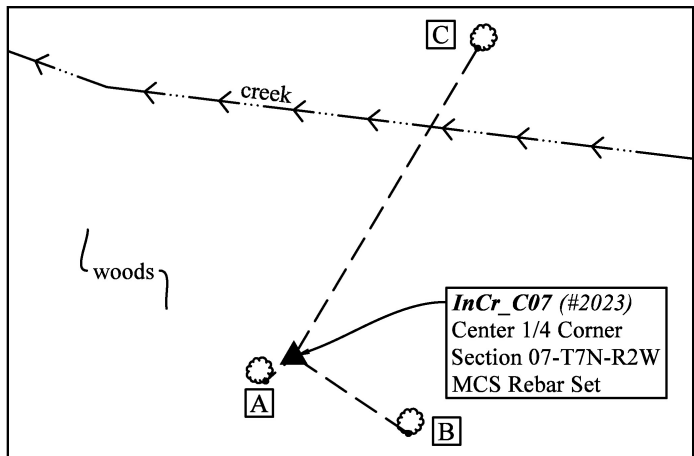 C
creek
woods
InCr_C07 (#2023)
Center 1/4 Corner
Section 07-T7N-R2W
MCS Rebar Set
A
B